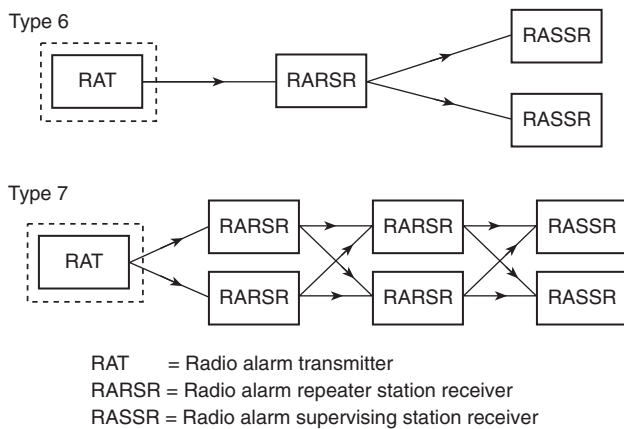 Type 6
RAT
RARSR
RASSR
RASSR
Type 7
RAT
RARSR
RARSR
RASSR
RARSR
RARSR
RASSR
RAT = Radio alarm transmitter
RARSR = Radio alarm repeater station receiver
RASSR = Radio alarm supervising station receiver